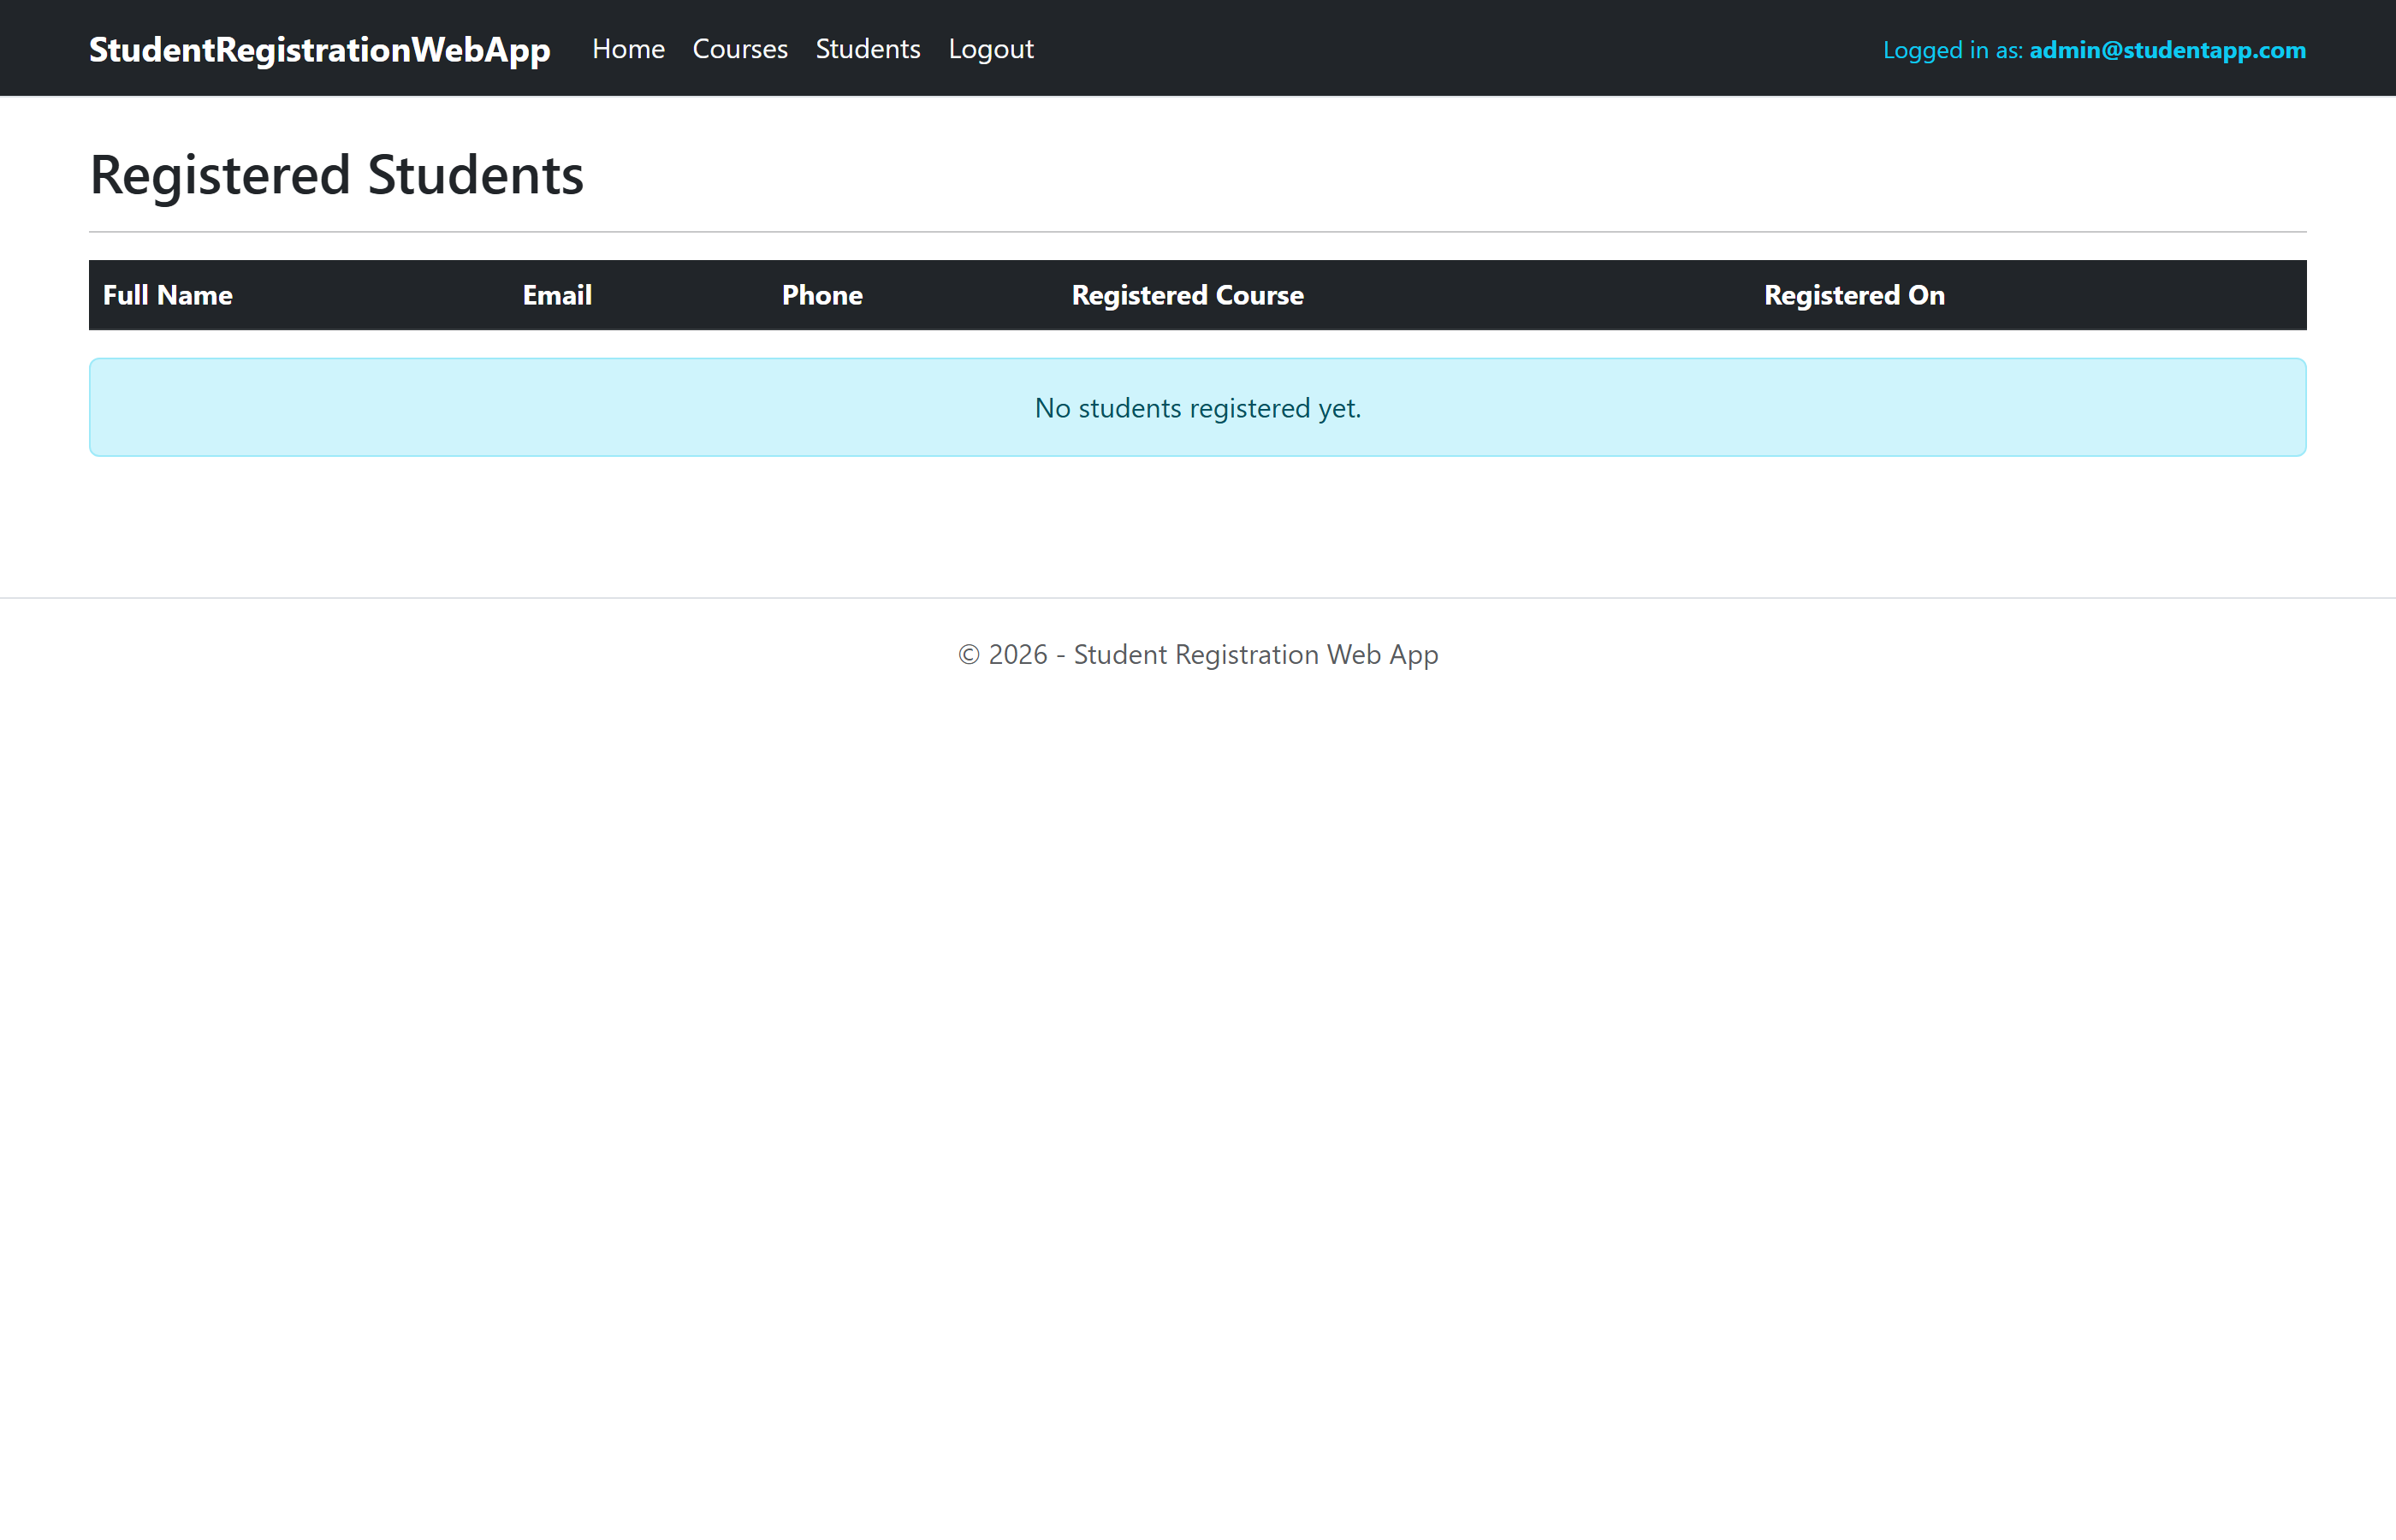 StudentRegistrationWebApp Home Courses Students Logout Logged in as: admin@studentapp.com
Registered Students
Full Name Email Phone Registered Course Registered On
No students registered yet.
© 2026 - Student Registration Web App